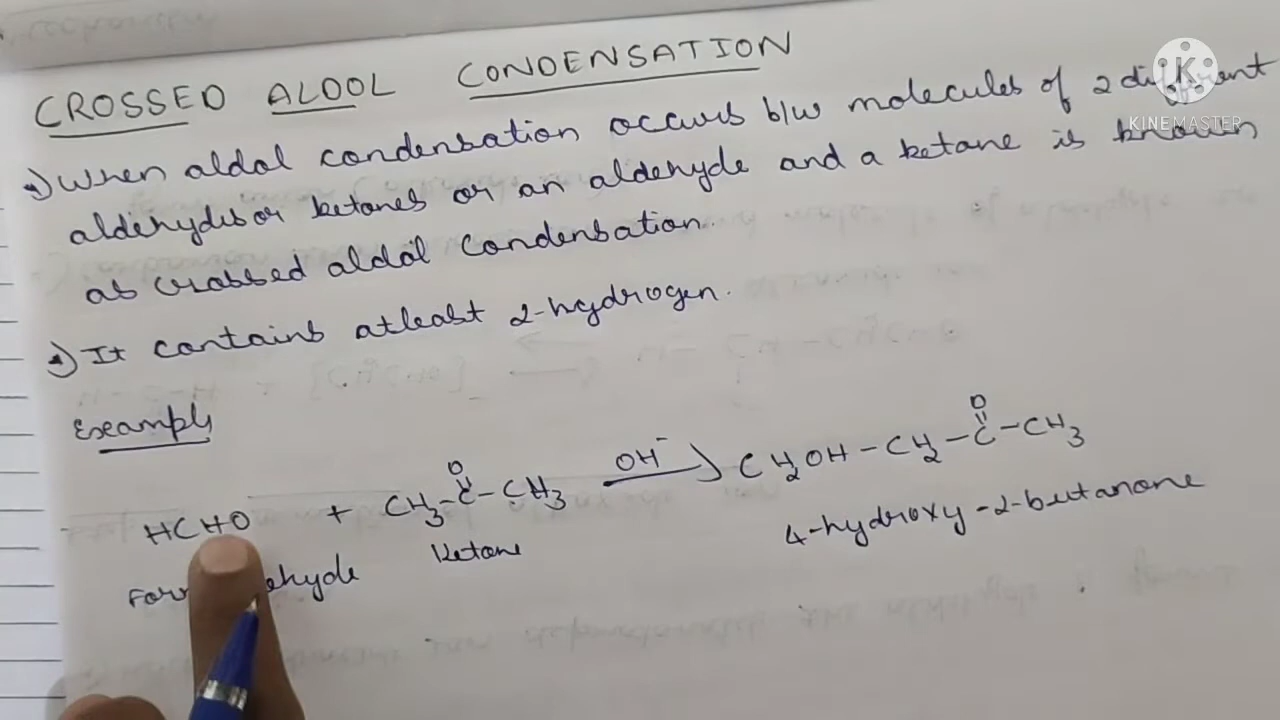 CROSSED ALDOL CONDENSATION
KINEMASTER
•) When aldol condensation occurs b/w molecules of 2 different
aldehydes or ketones or an aldehyde and a ketone is known
as crossed aldol condensation.
•) It contains atleast 2-hydrogen.
Example
HCHO + CH3-C-CH3 OH- CH2OH-CH2-C-CH3
O O
Ketone 4-hydroxy-2-butanone